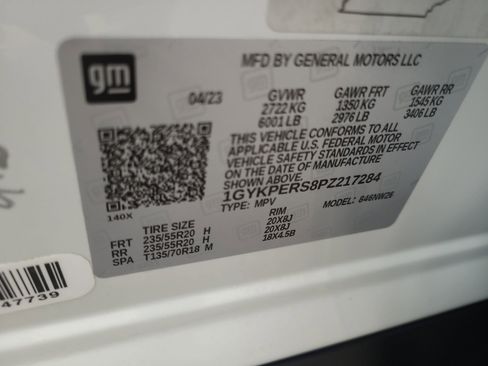 gm
MFD BY GENERAL MOTORS LLC
04/23 GVWR GAWR FRT GAWR RR
2722 KG 1350 KG 1545 KG
6001 LB 2976 LB 3406 LB
THIS VEHICLE CONFORMS TO ALL
APPLICABLE U.S. FEDERAL MOTOR
VEHICLE SAFETY STANDARDS IN EFFECT ON
THE DATE OF MANUFACTURE
1GYKPERS8PZ217284
140X TYPE: MPV MODEL: 646NW26
TIRE SIZE RIM
FRT 235/55R20 H 20X8J
RR 235/55R20 H 20X8J
SPA T135/70R18 M 18X4.5B
47739